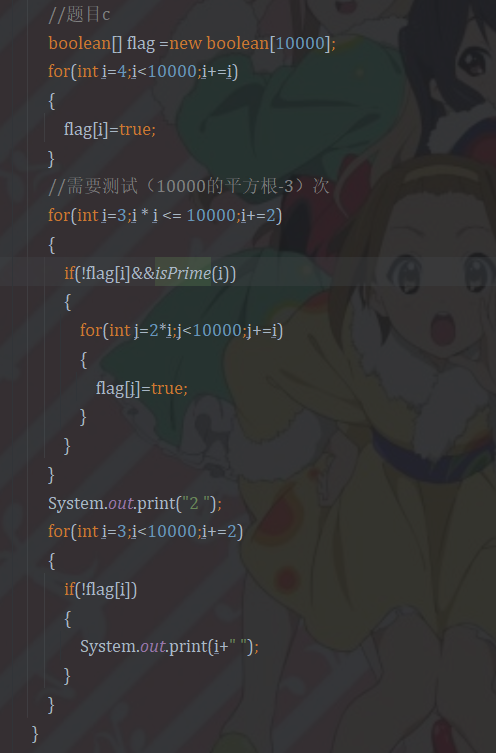 //题目c
boolean[] flag =new boolean[10000];
for(int i=4;i<10000;i+=i)
{
flag[i]=true;
}
//需要测试（10000的平方根-3）次
for(int i=3;i * i <= 10000;i+=2)
{
if(!flag[i]&&isPrime(i))
{
for(int j=2*i;j<10000;j+=i)
{
flag[j]=true;
}
}
}
System.out.print("2 ");
for(int i=3;i<10000;i+=2)
{
if(!flag[i])
{
System.out.print(i+" ");
}
}
}